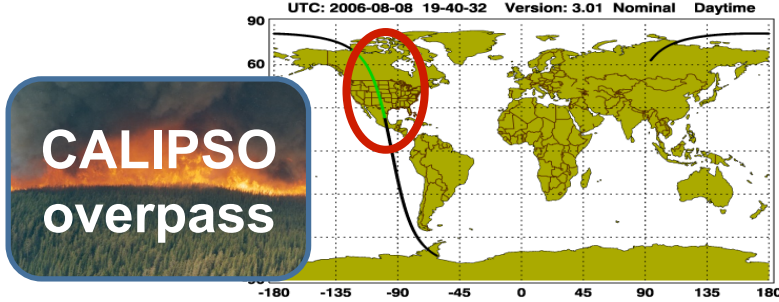 UTC: 2006-08-08 19-40-32 Version: 3.01 Nominal Daytime
90
60
CALIPSO
overpass
-180 -135 -90 -45 0 45 90 135 180